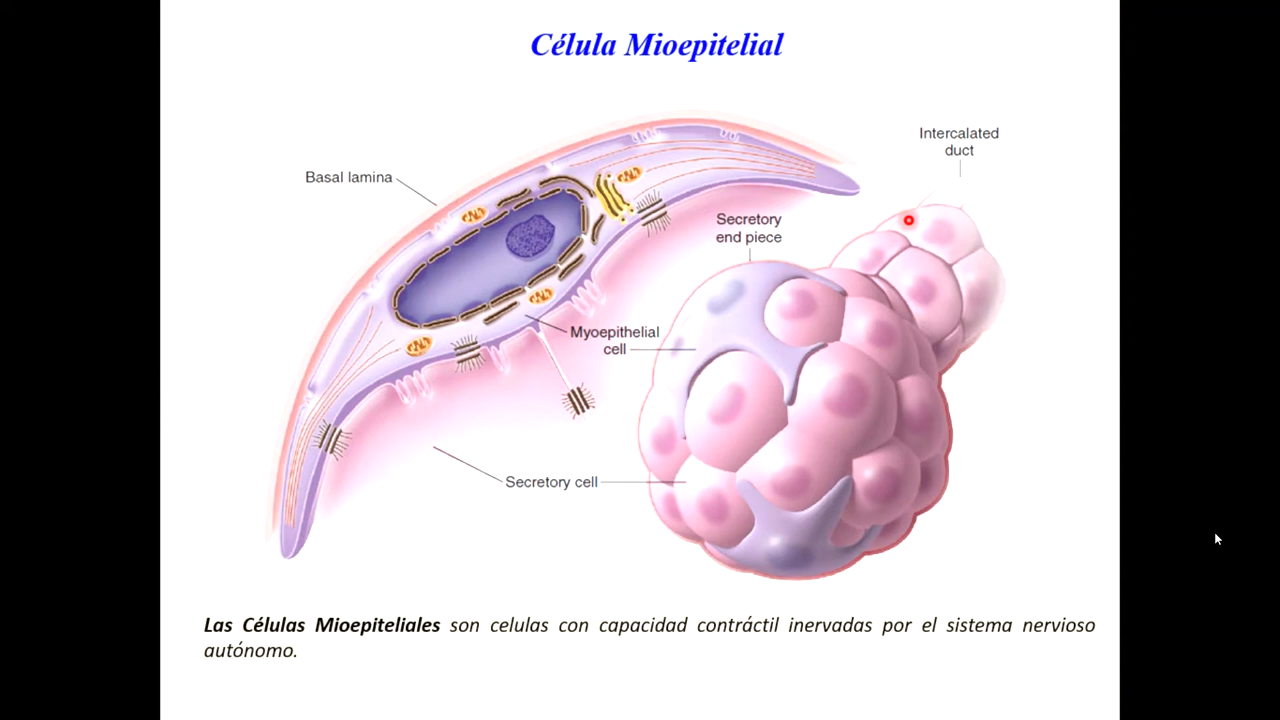 Célula Mioepitelial
Intercalated
duct
Basal lamina
Secretory
end piece
Myoepithelial
cell
Secretory cell
Las Células Mioepiteliales son celulas con capacidad contráctil inervadas por el sistema nervioso
autónomo.